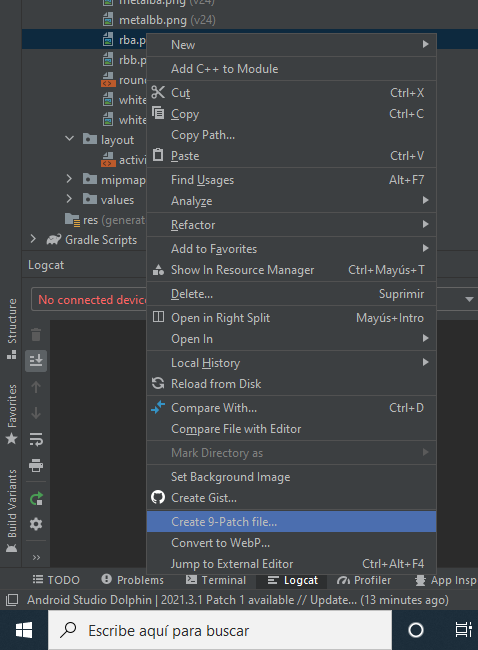 metalba.png (v24)
metalbb.png (v24)
rba.p
rbb.p
roun
white
white
layout
activi
mipmap
values
res (generat
Gradle Scripts
Logcat
No connected device
Structure
Favorites
Build Variants
New
Add C++ to Module
Cut Ctrl+X
Copy Ctrl+C
Copy Path...
Paste Ctrl+V
Find Usages Alt+F7
Analyze
Refactor
Add to Favorites
Show In Resource Manager Ctrl+Mayús+T
Delete... Suprimir
Open in Right Split Mayús+Intro
Open In
Local History
Reload from Disk
Compare With... Ctrl+D
Compare File with Editor
Mark Directory as
Set Background Image
Create Gist...
Create 9-Patch file...
Convert to WebP...
Jump to External Editor Ctrl+Alt+F4
TODO Problems Terminal Logcat Profiler App Insp
Android Studio Dolphin | 2021.3.1 Patch 1 available // Update... (13 minutes ago)
Escribe aquí para buscar